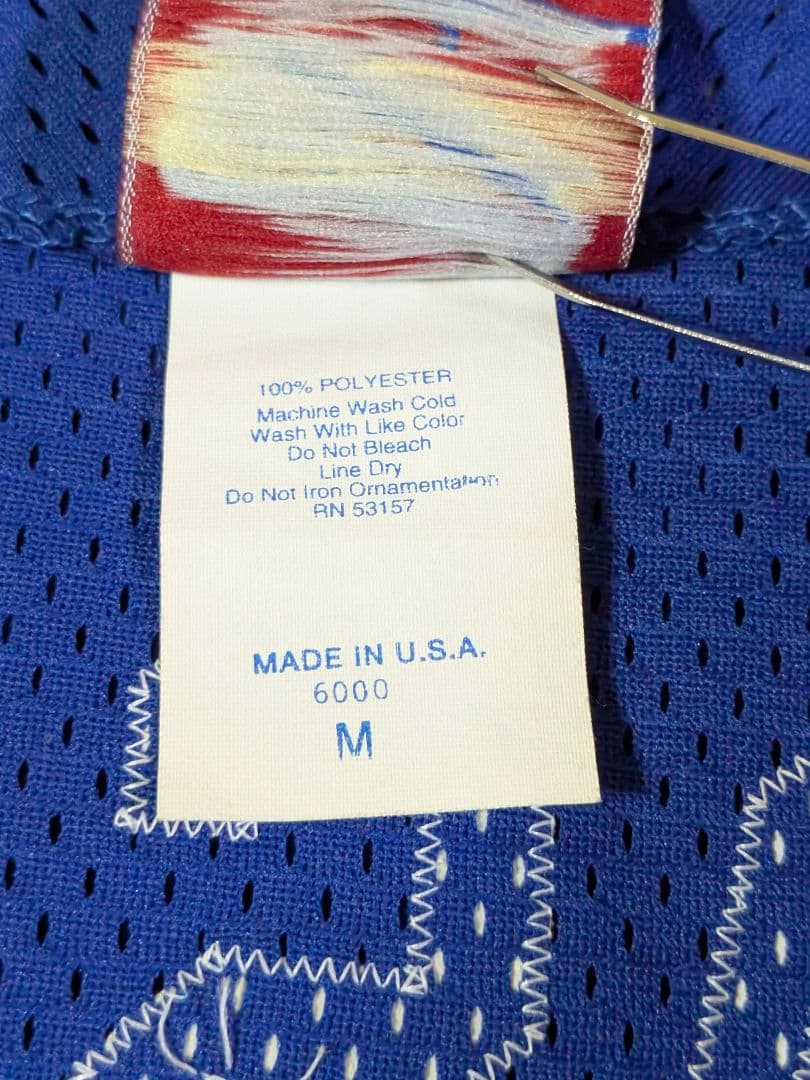 100% POLYESTER
Machine Wash Cold
Wash With Like Color
Do Not Bleach
Line Dry
Do Not Iron Ornamentation
RN 53157
MADE IN U.S.A.
6000
M